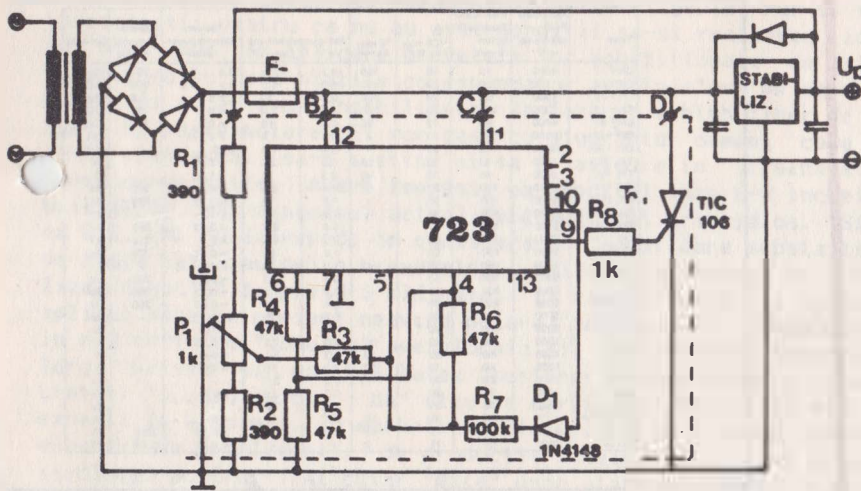 F-
B
C
D
U
STABI-
LIZ.
12
11
R1
390
2
3
10
9
723
R8
1k
TIC
106
6
7
5
4
13
P1
1k
R4
47k
R3
47k
R6
47k
R2
390
R5
47k
R7
100k
D1
1N4148